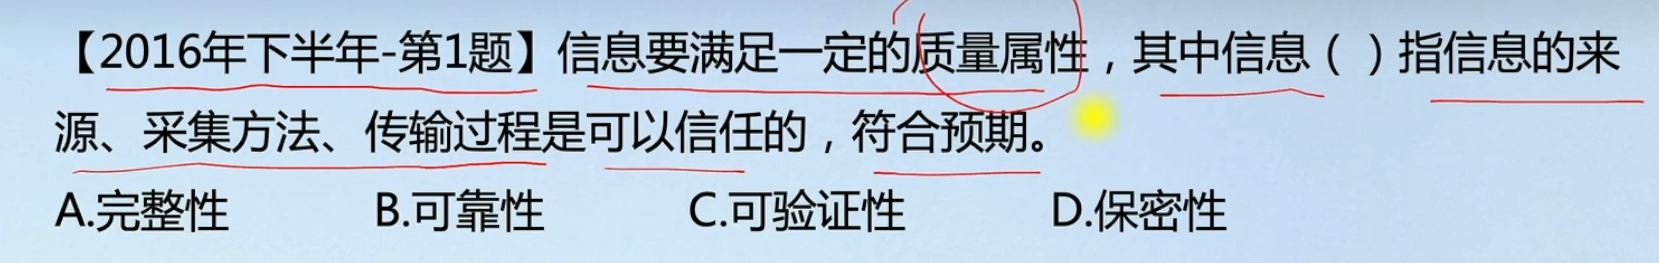 【2016年下半年-第1题】信息要满足一定的质量属性，其中信息（ ）指信息的来
源、采集方法、传输过程是可以信任的，符合预期。
A.完整性 B.可靠性 C.可验证性 D.保密性